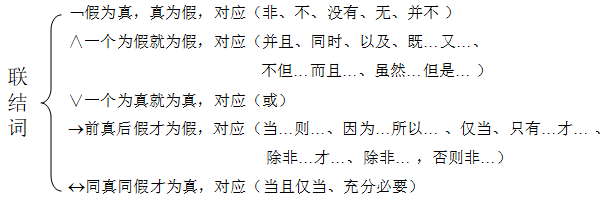 联结词
¬假为真，真为假，对应（非、不、没有、无、并不 ）
∧一个为假就为假，对应（并且、同时、以及、既…又…、
不但…而且…、虽然…但是… ）
∨一个为真就为真，对应（或）
→前真后假才为假，对应（当…则…、因为…所以… 、仅当、只有…才… 、
除非…才…、除非… ，否则非…）
↔同真同假才为真，对应（当且仅当、充分必要）